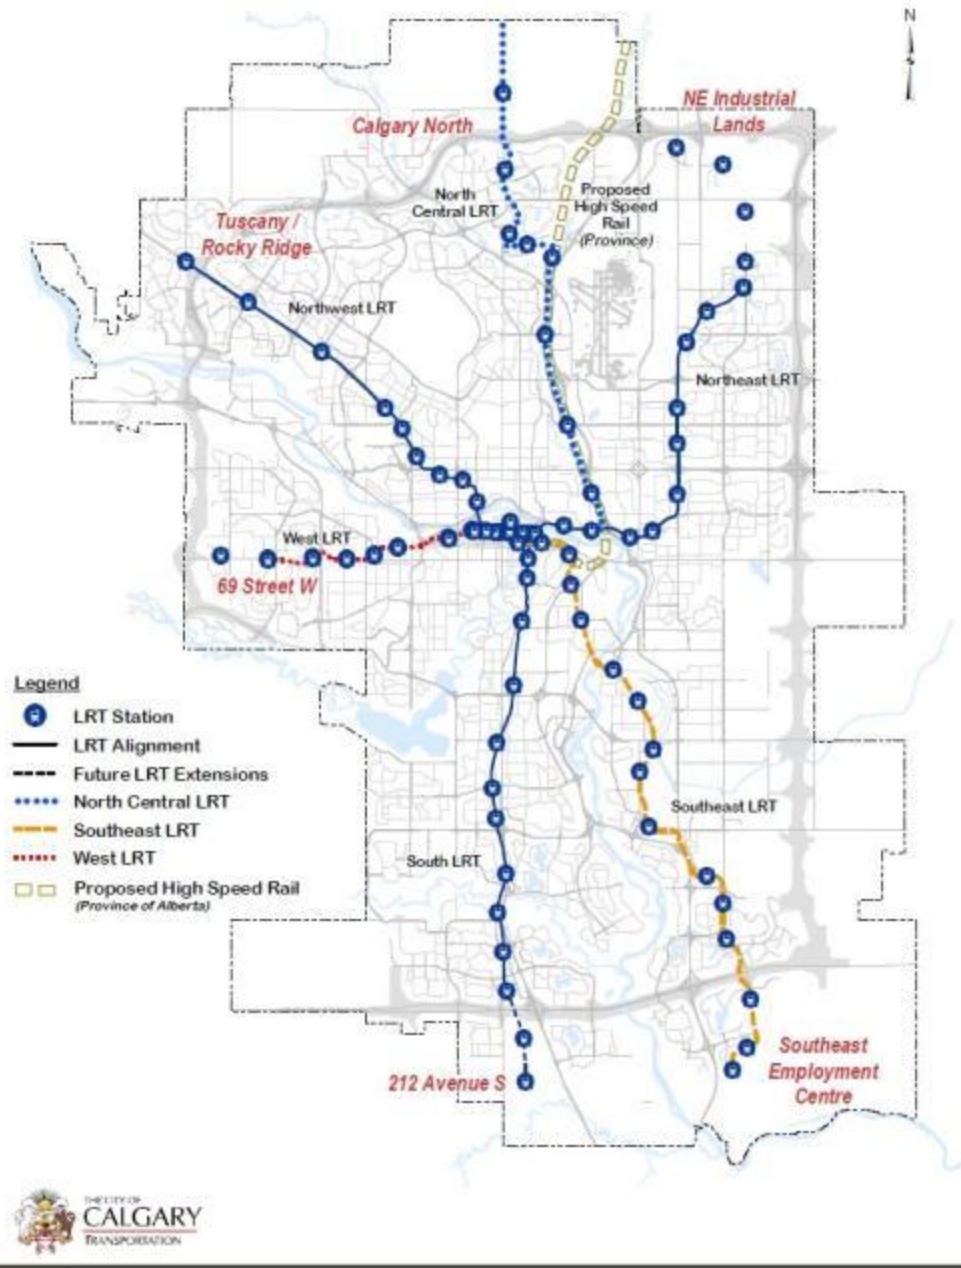 N
NE Industrial
Lands
Calgary North
North
Central LRT
Proposed
High Speed
Rail
(Province)
Tuscany /
Rocky Ridge
Northwest LRT
Northeast LRT
West LRT
69 Street W
Legend
LRT Station
LRT Alignment
Future LRT Extensions
North Central LRT
Southeast LRT
West LRT
Proposed High Speed Rail
(Province of Alberta)
Southeast LRT
South LRT
212 Avenue S
Southeast
Employment
Centre
THE CITY OF
CALGARY
TRANSPORTATION